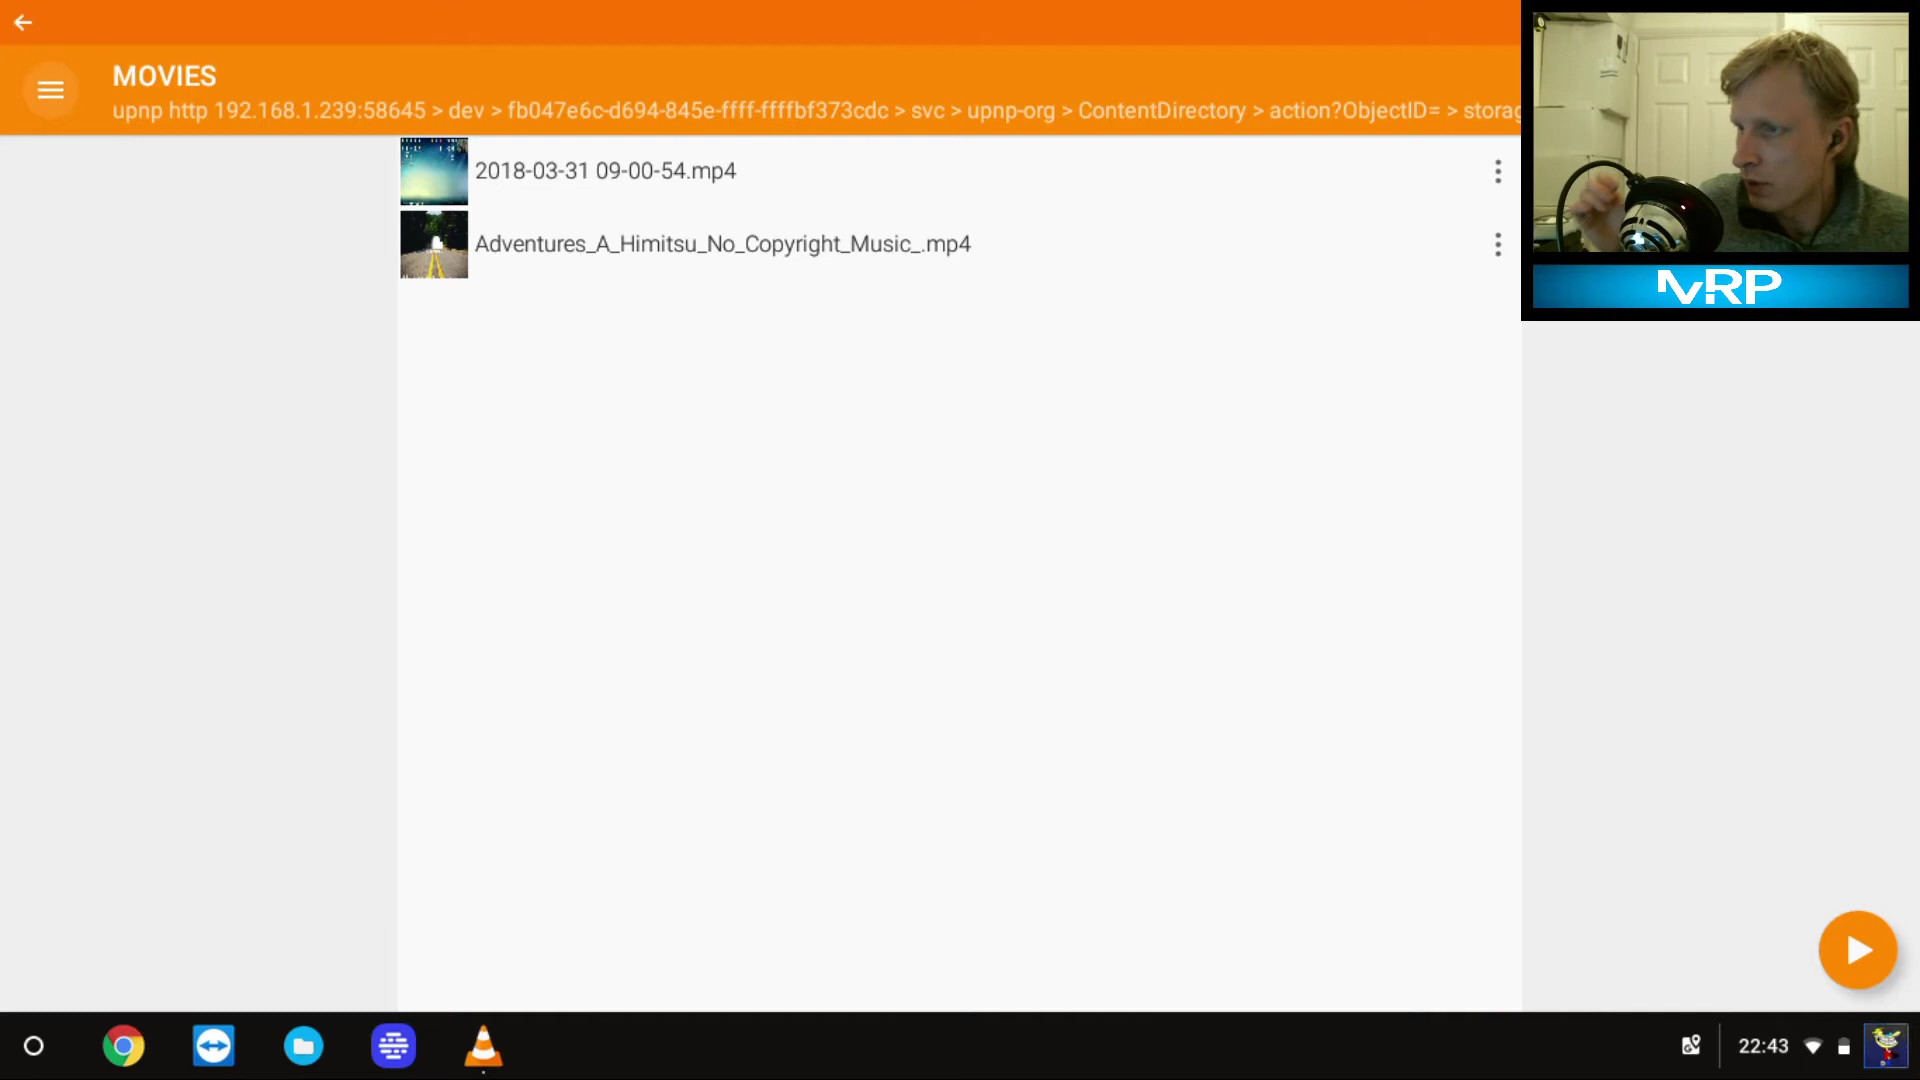 MOVIES
upnp http 192.168.1.239:58645 > dev > fb047e6c-d694-845e-ffff-ffffbf373cdc > svc > upnp-org > ContentDirectory > action?ObjectID= > storag
2018-03-31 09-00-54.mp4
Adventures_A_Himitsu_No_Copyright_Music_.mp4
MVRP
22:43